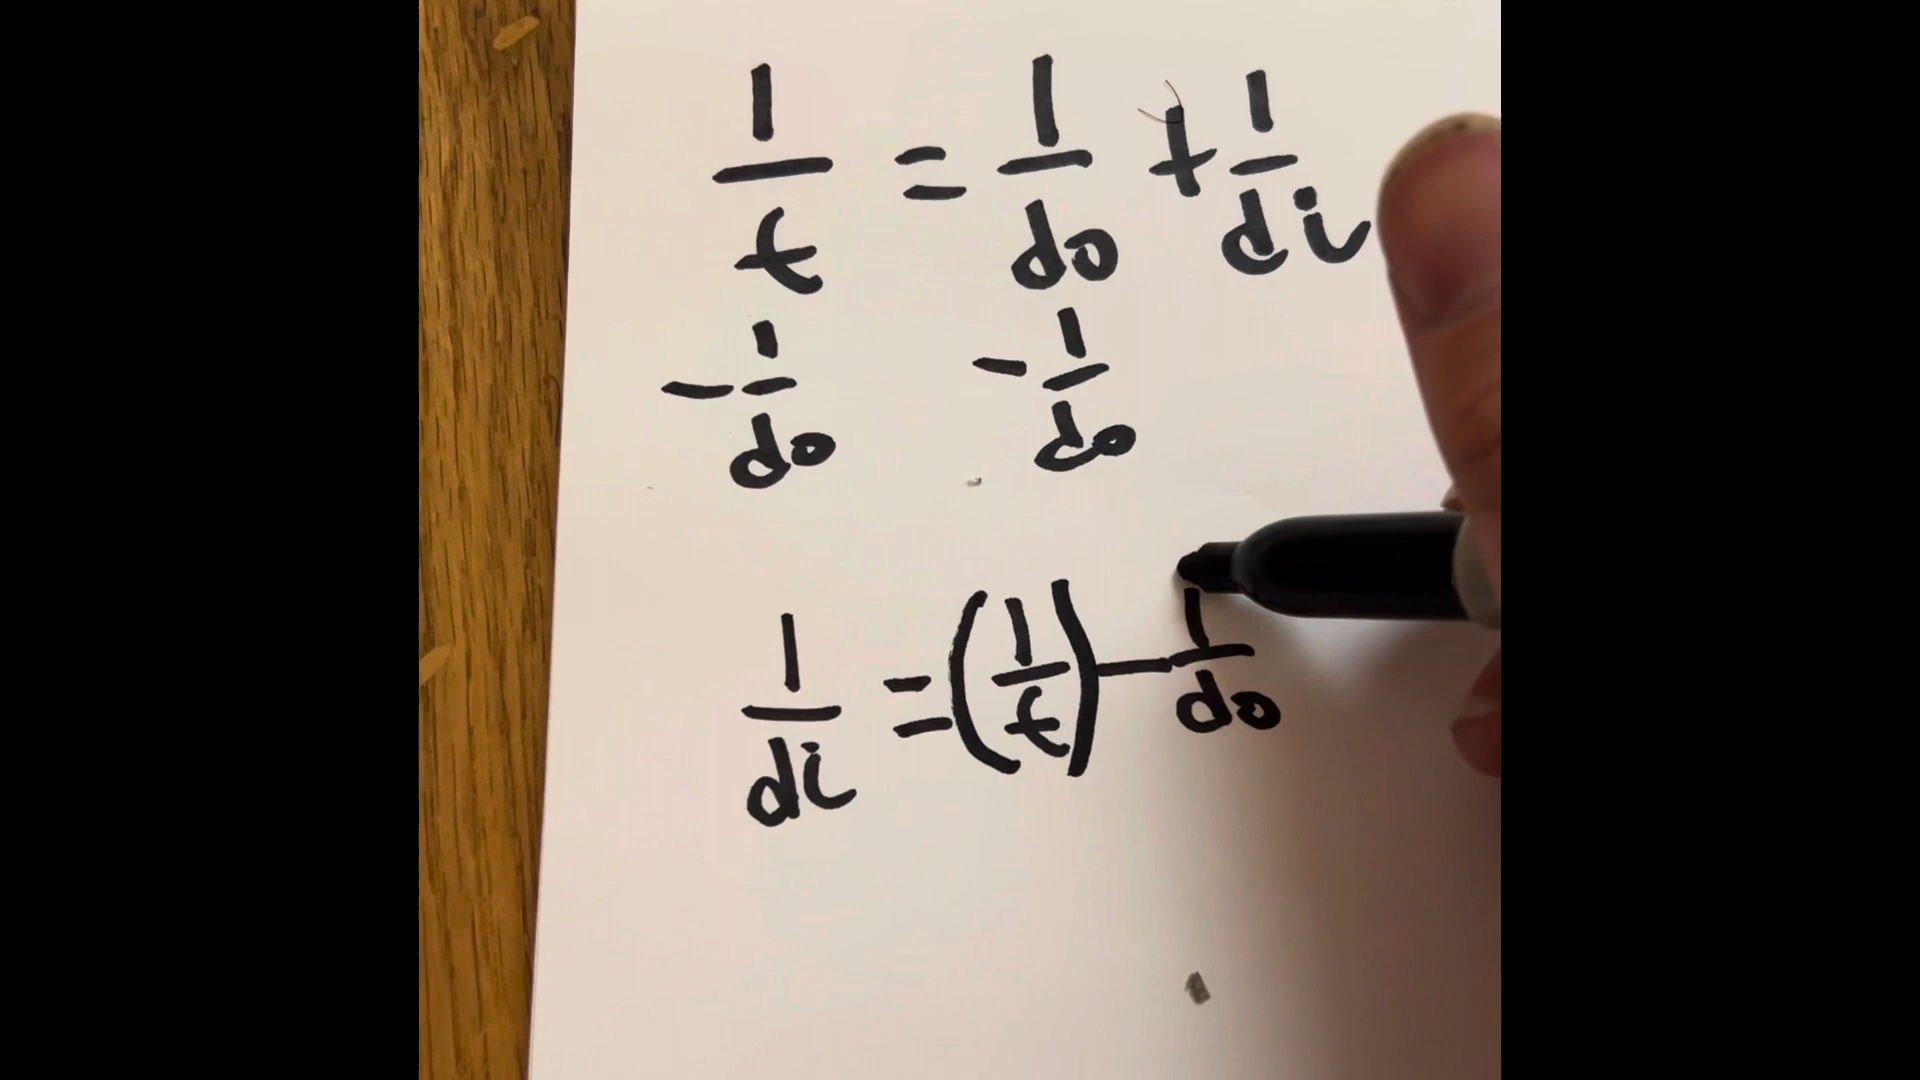 1/f = 1/do + 1/di
- 1/do - 1/do
1/di = (1/f) - 1/do